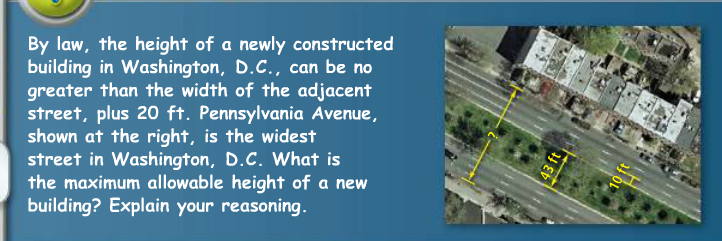 By law, the height of a newly constructed
building in Washington, D.C., can be no
greater than the width of the adjacent
street, plus 20 ft. Pennsylvania Avenue,
shown at the right, is the widest
street in Washington, D.C. What is
the maximum allowable height of a new
building? Explain your reasoning.
?
43 ft
10 ft